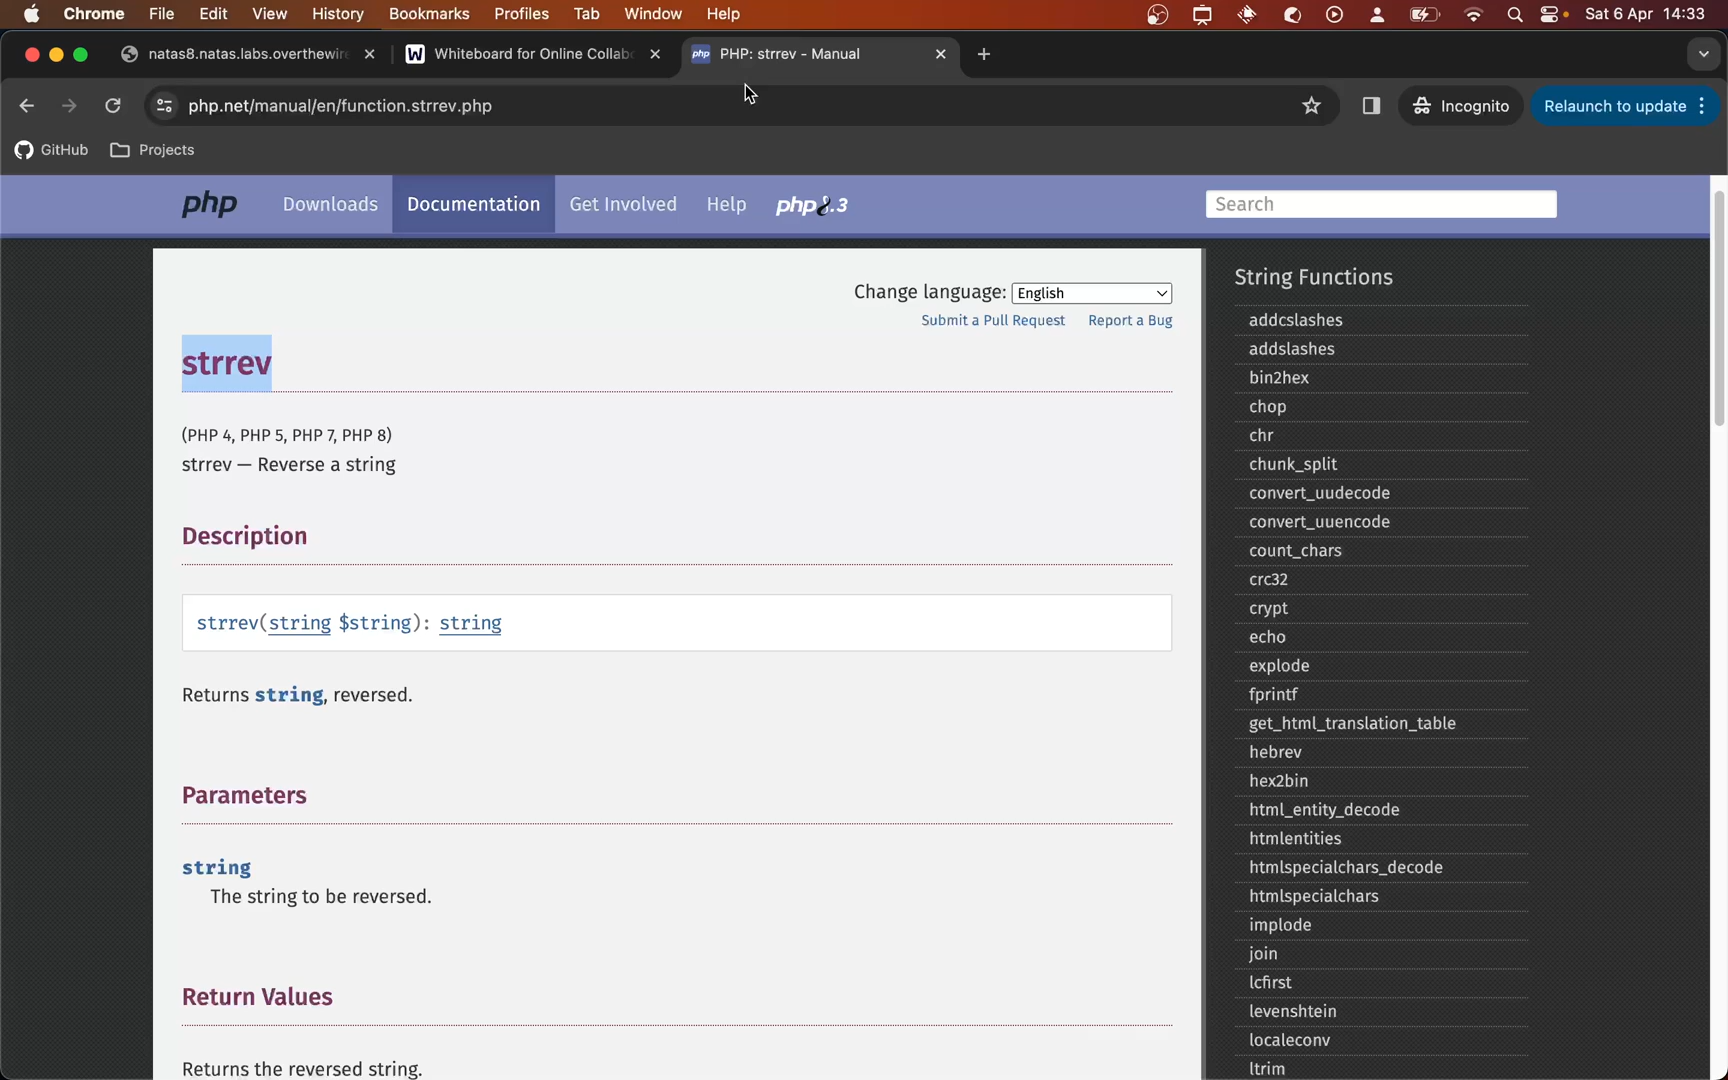 Chrome File Edit View History Bookmarks Profiles Tab Window Help Sat 6 Apr 14:33
natas8.natas.labs.overthewire Whiteboard for Online Collabo php PHP: strrev - Manual
php.net/manual/en/function.strrev.php Incognito Relaunch to update
GitHub Projects
php Downloads Documentation Get Involved Help php8.3 Search
Change language: English
Submit a Pull Request Report a Bug
strrev
(PHP 4, PHP 5, PHP 7, PHP 8)
strrev — Reverse a string
Description
strrev(string $string): string
Returns string, reversed.
Parameters
string
The string to be reversed.
Return Values
Returns the reversed string.
String Functions
addcslashes
addslashes
bin2hex
chop
chr
chunk_split
convert_uudecode
convert_uuencode
count_chars
crc32
crypt
echo
explode
fprintf
get_html_translation_table
hebrev
hex2bin
html_entity_decode
htmlentities
htmlspecialchars_decode
htmlspecialchars
implode
join
lcfirst
levenshtein
localeconv
ltrim